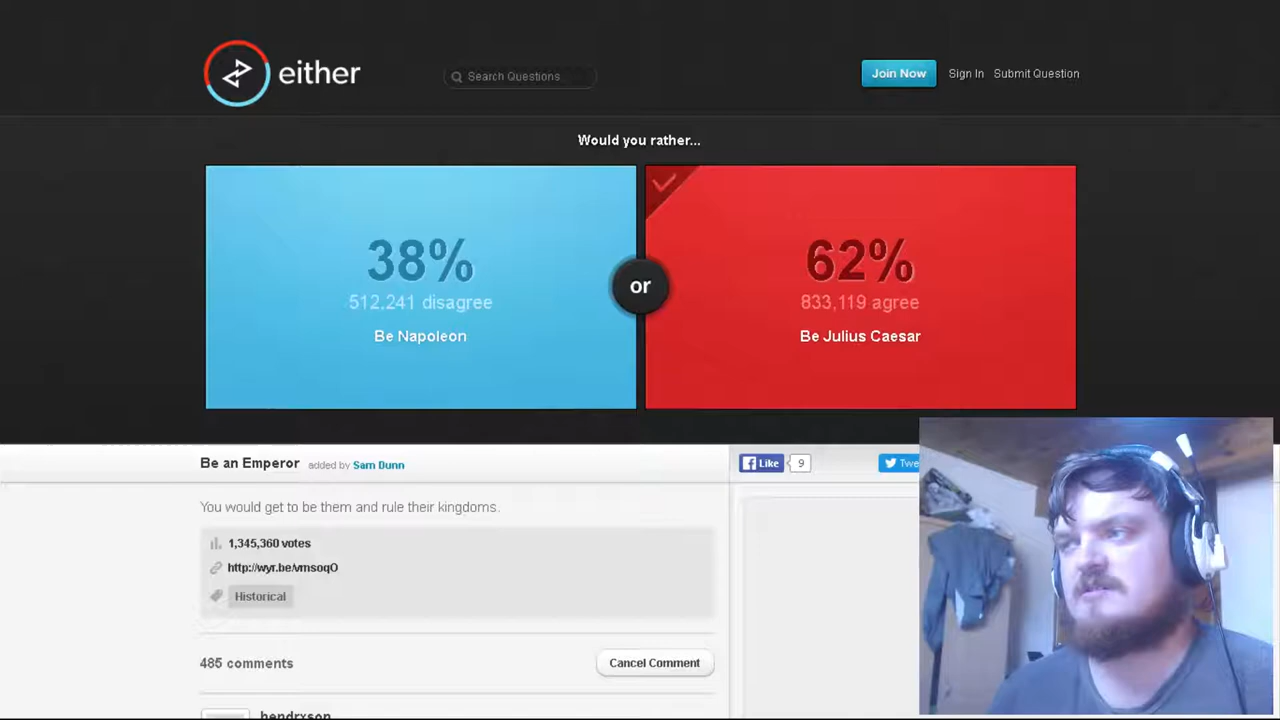 either
Search Questions
Join Now
Sign In
Submit Question
Would you rather...
38%
512,241 disagree
Be Napoleon
or
62%
833,119 agree
Be Julius Caesar
Be an Emperor added by Sam Dunn
Like 9
Twee
You would get to be them and rule their kingdoms.
1,345,360 votes
http://wyr.be/vmsoqO
Historical
485 comments
Cancel Comment
hendrxson